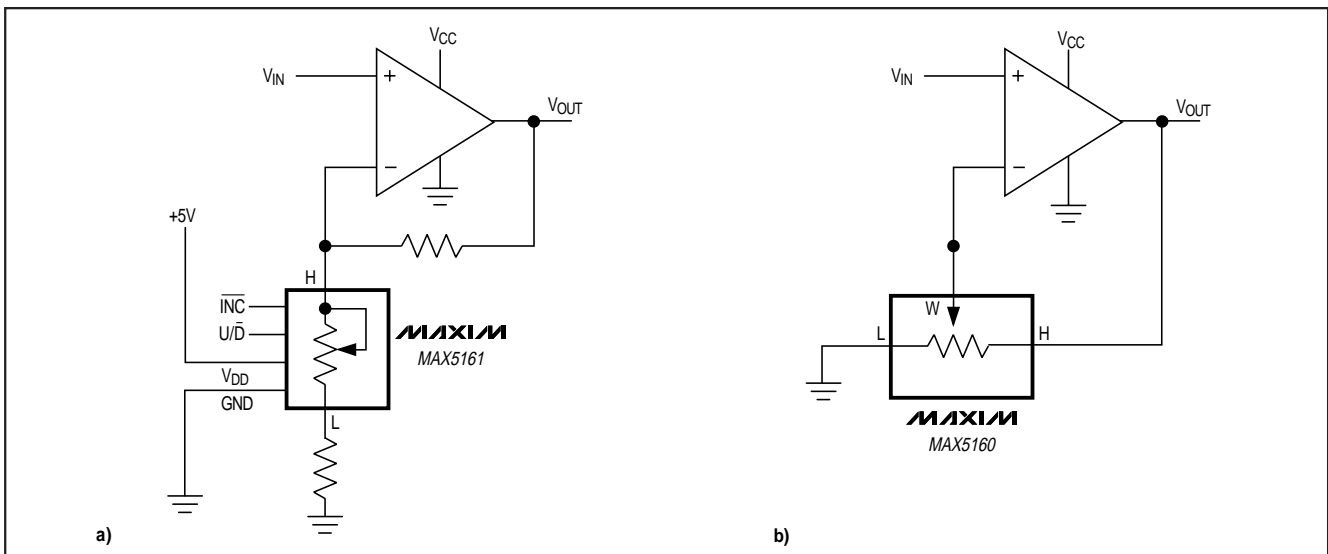 VCC
VIN
+
VOUT
−
+5V
H
INC
U/D
MAXIM
MAX5161
VDD
GND
L
a)
VCC
VIN
+
VOUT
−
W
L
H
MAXIM
MAX5160
b)